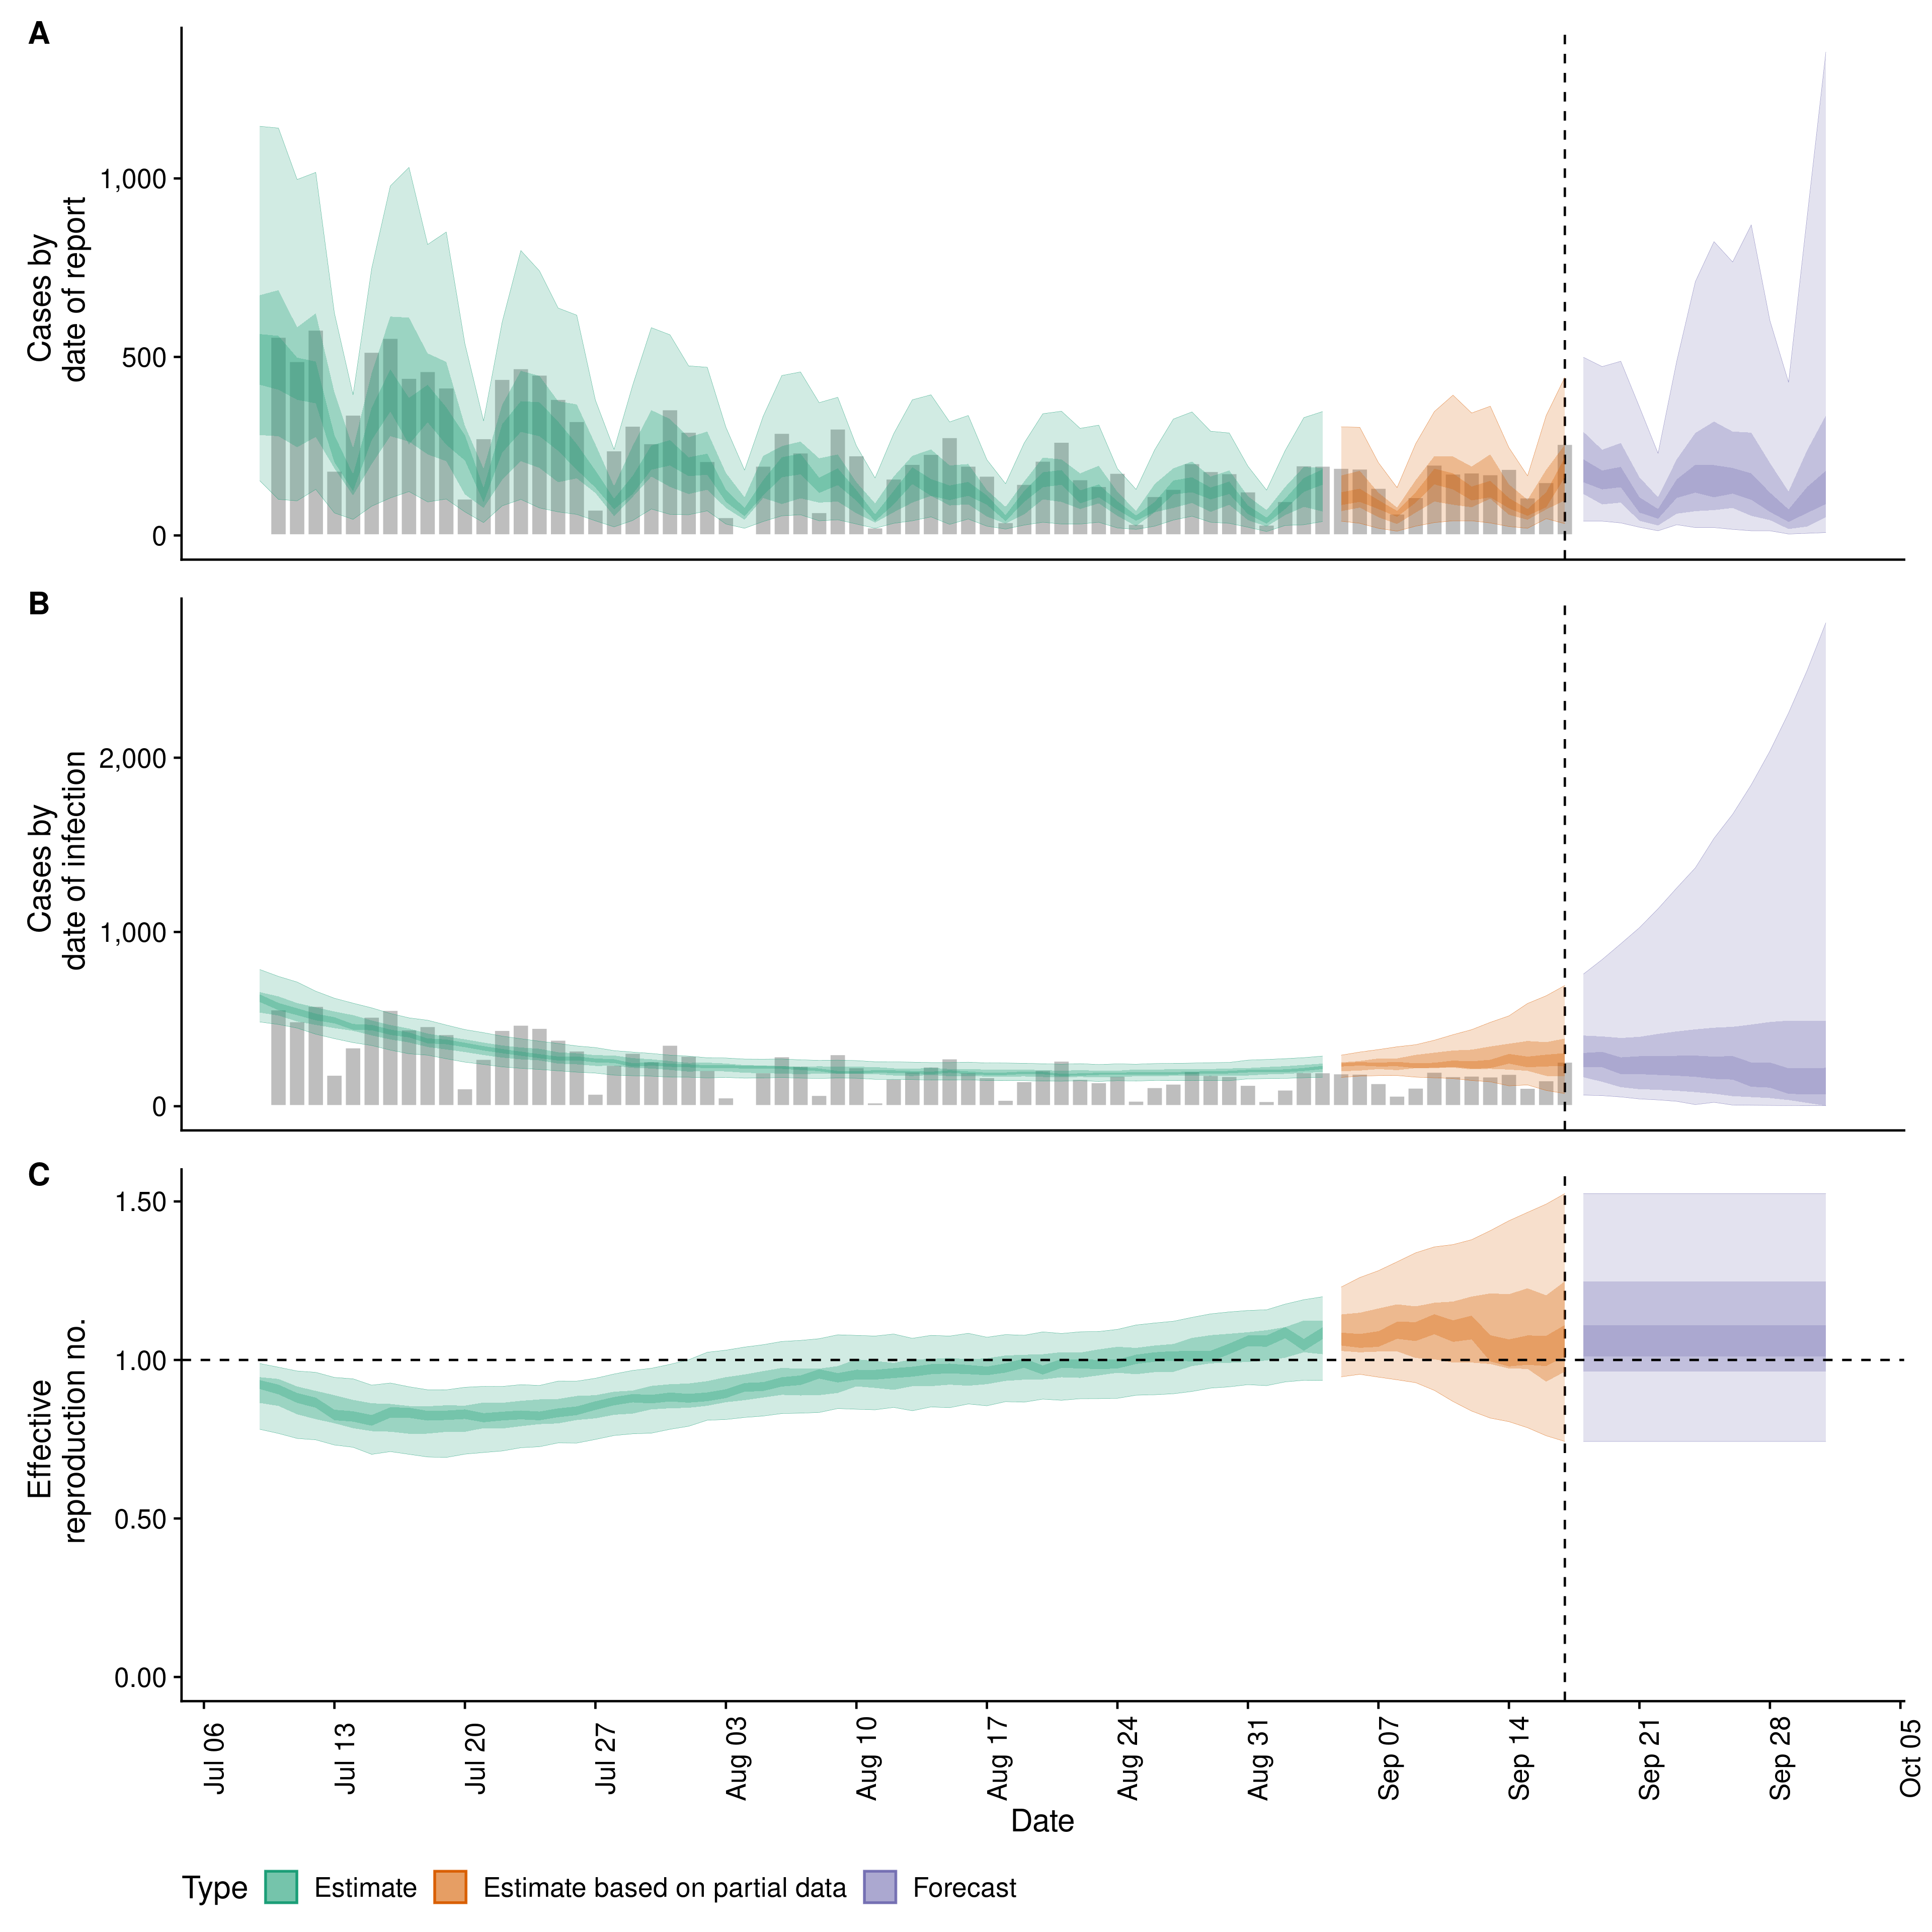 A
Cases by
date of report
1,000
500
0
B
Cases by
date of infection
2,000
1,000
0
C
Effective
reproduction no.
1.50
1.00
0.50
0.00
Jul 06
Jul 13
Jul 20
Jul 27
Aug 03
Aug 10
Aug 17
Aug 24
Aug 31
Sep 07
Sep 14
Sep 21
Sep 28
Oct 05
Date
Type
Estimate
Estimate based on partial data
Forecast